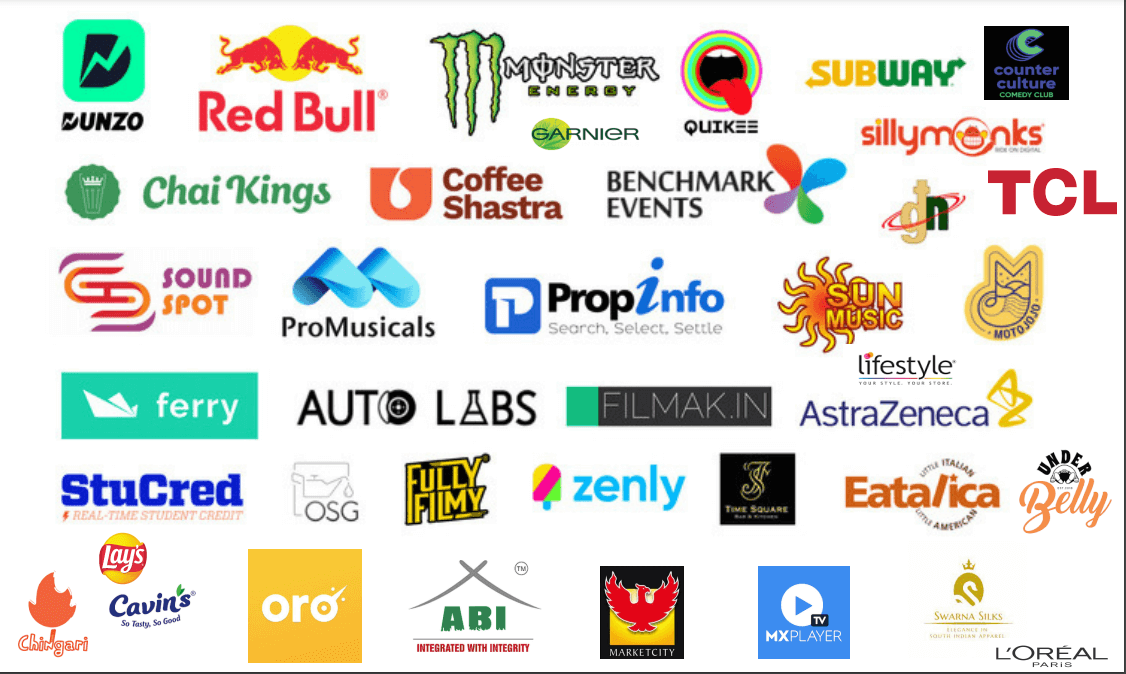 DUNZO
Red Bull®
MONSTER
ENERGY
GARNIER
QUIKEE
SUBWAY
counter
culture
COMEDY CLUB
sillymonks
RIDE ON DIGITAL
Chai Kings
Coffee
Shastra
BENCHMARK
EVENTS
gn
TCL
SOUND
SPOT
ProMusicals
PropInfo
Search, Select, Settle
SUN
MUSIC
MOTOJOJO
lifestyle®
YOUR STYLE. YOUR STORE.
ferry
AUTO LABS
FILMAK.IN
AstraZeneca
StuCred
REAL-TIME STUDENT CREDIT
OSG
FULLY
FILMY®
zenly
TIME SQUARE
BAR & KITCHEN
LITTLE ITALIAN
Eatalica
LITTLE AMERICAN
UNDER
Belly
Lay's
Chingari
Cavin's®
So Tasty, So Good
oro
TM
ABI
INTEGRATED WITH INTEGRITY
MARKETCITY
TV
MXPLAYER
SWARNA SILKS
ELEGANCE IN
SOUTH INDIAN APPAREL
L'ORÉAL
PARIS